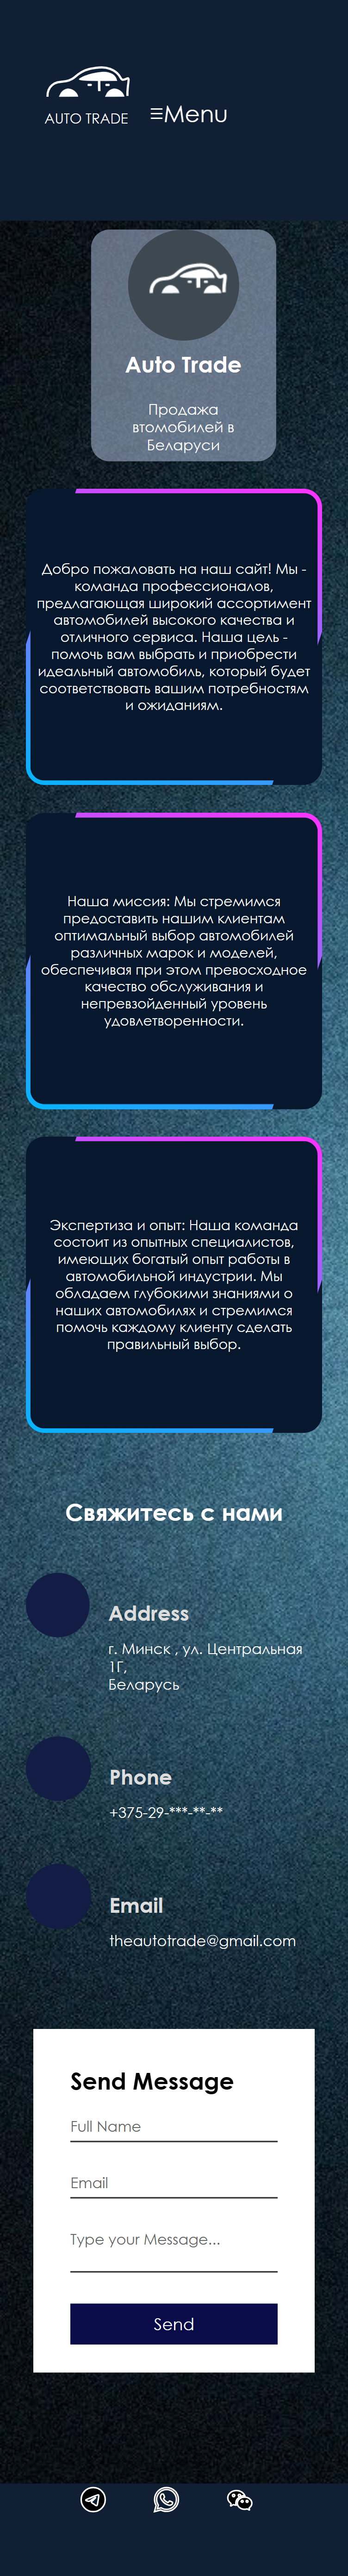 AUTO TRADE
Menu
Auto Trade
Продажа
втомобилей в
Беларуси
Добро пожаловать на наш сайт! Мы -
команда профессионалов,
предлагающая широкий ассортимент
автомобилей высокого качества и
отличного сервиса. Наша цель -
помочь вам выбрать и приобрести
идеальный автомобиль, который будет
соответствовать вашим потребностям
и ожиданиям.
Наша миссия: Мы стремимся
предоставить нашим клиентам
оптимальный выбор автомобилей
различных марок и моделей,
обеспечивая при этом превосходное
качество обслуживания и
непревзойденный уровень
удовлетворенности.
Экспертиза и опыт: Наша команда
состоит из опытных специалистов,
имеющих богатый опыт работы в
автомобильной индустрии. Мы
обладаем глубокими знаниями о
наших автомобилях и стремимся
помочь каждому клиенту сделать
правильный выбор.
Свяжитесь с нами
Address
г. Минск , ул. Центральная
1Г,
Беларусь
Phone
+375-29-***-**-**
Email
theautotrade@gmail.com
Send Message
Full Name
Email
Type your Message...
Send